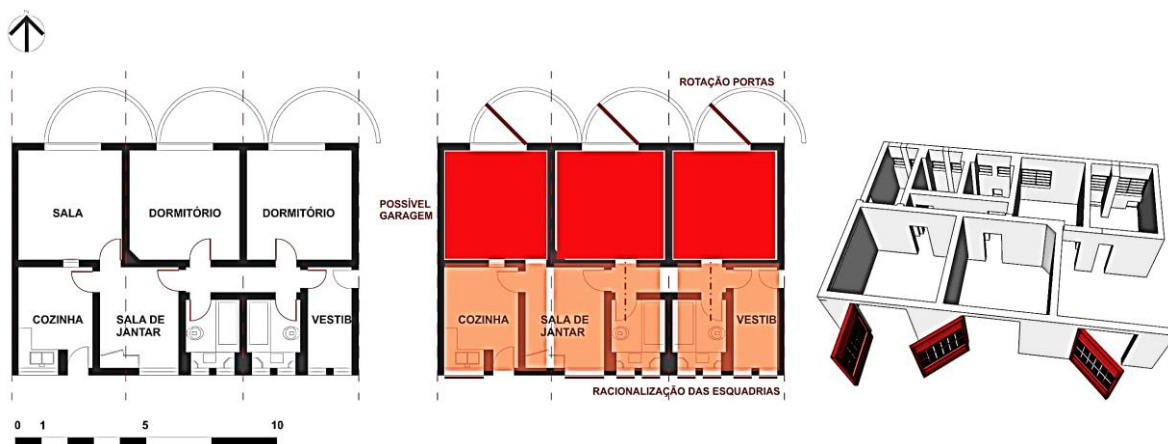 N
SALA
DORMITÓRIO
DORMITÓRIO
COZINHA
SALA DE
JANTAR
VESTIB
0 1 5 10
ROTAÇÃO PORTAS
POSSÍVEL
GARAGEM
COZINHA
SALA DE
JANTAR
VESTIB
RACIONALIZAÇÃO DAS ESQUADRIAS